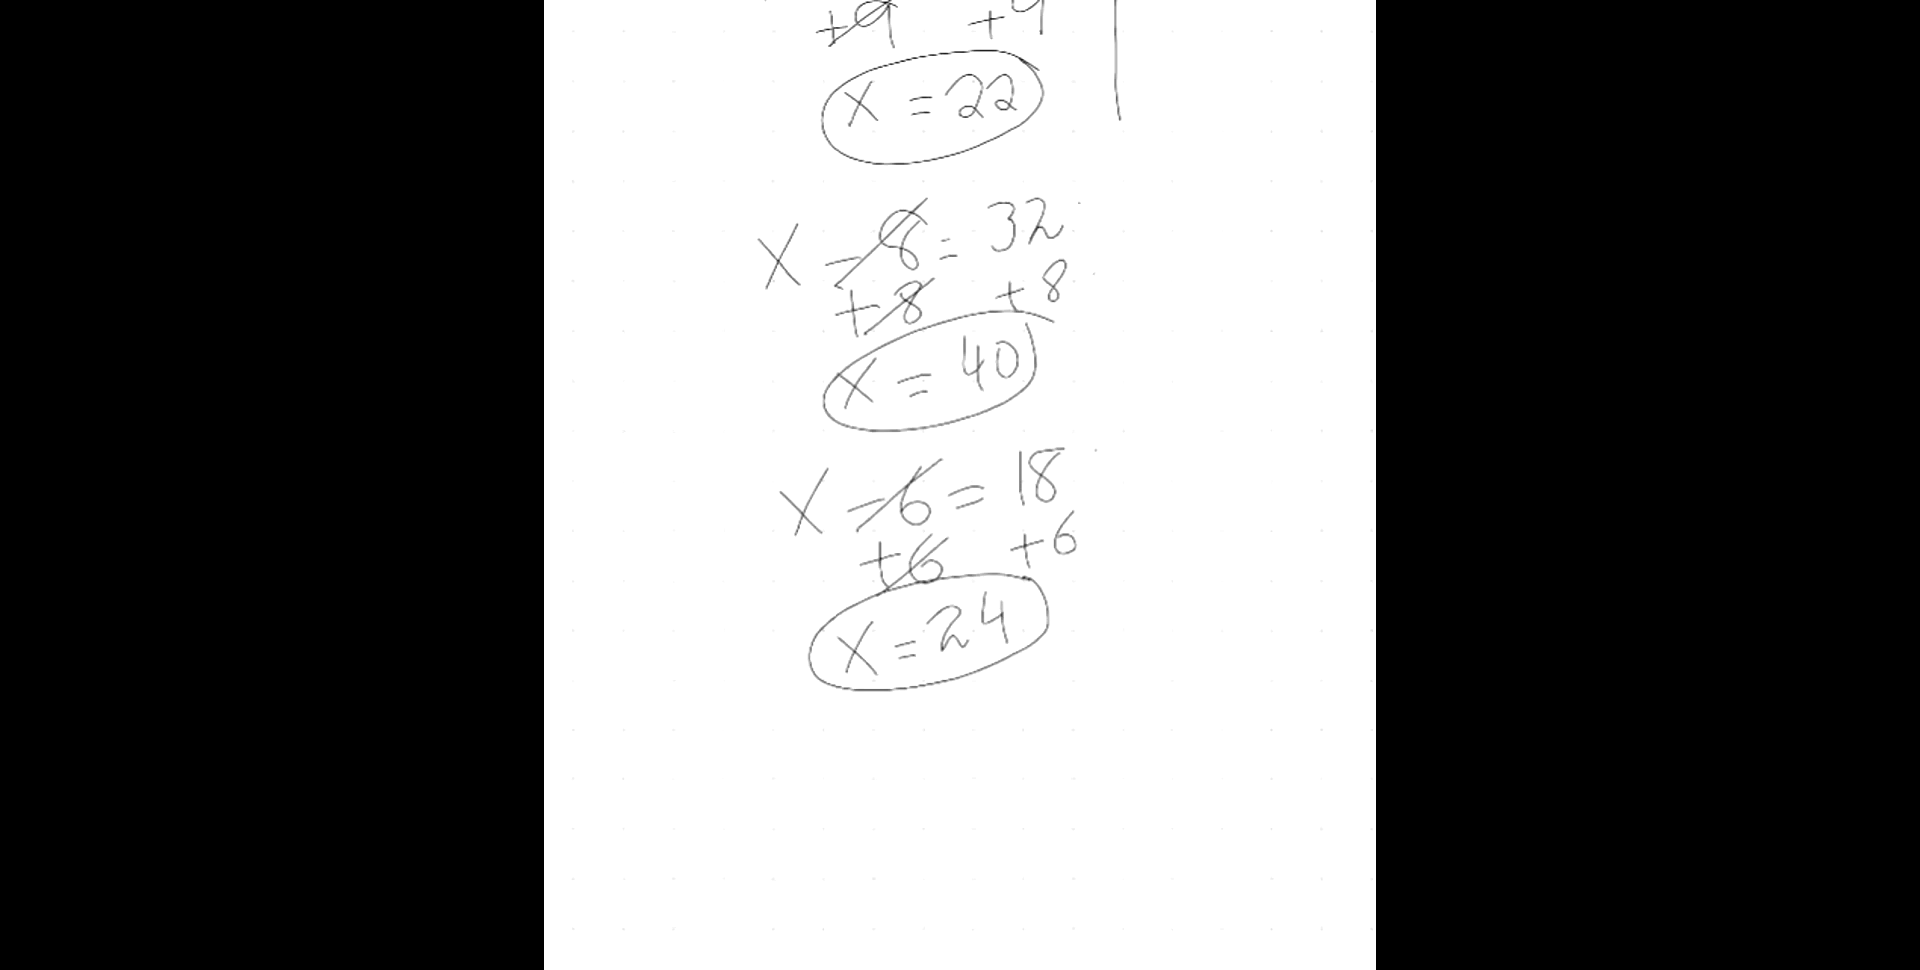 +9 +9
x = 22
x - 8 = 32
+8 +8
x = 40
x - 6 = 18
+6 +6
x = 24